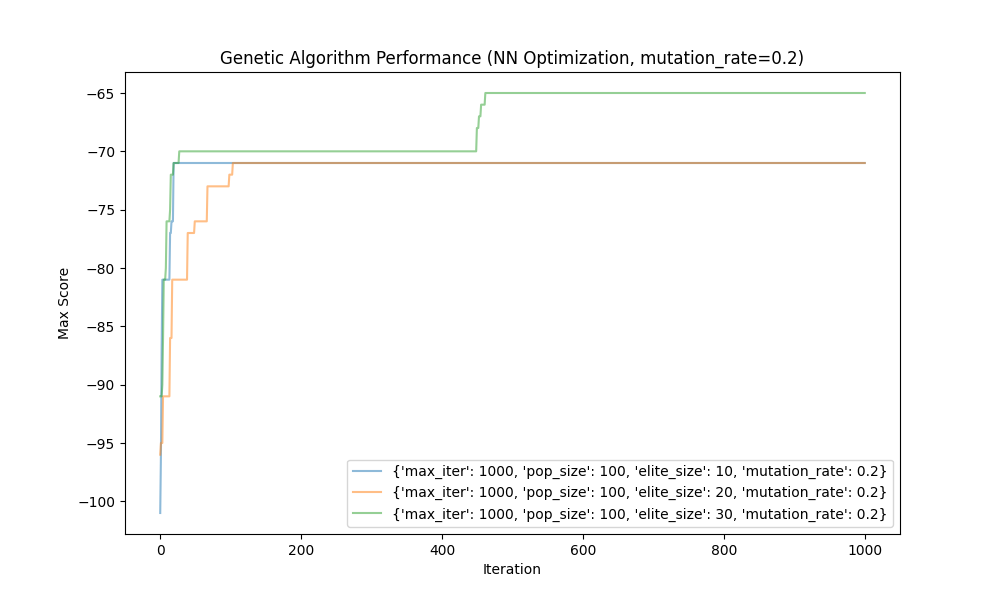 Genetic Algorithm Performance (NN Optimization, mutation_rate=0.2)
Max Score
−65
−70
−75
−80
−85
−90
−95
−100
{'max_iter': 1000, 'pop_size': 100, 'elite_size': 10, 'mutation_rate': 0.2}
{'max_iter': 1000, 'pop_size': 100, 'elite_size': 20, 'mutation_rate': 0.2}
{'max_iter': 1000, 'pop_size': 100, 'elite_size': 30, 'mutation_rate': 0.2}
0 200 400 600 800 1000
Iteration